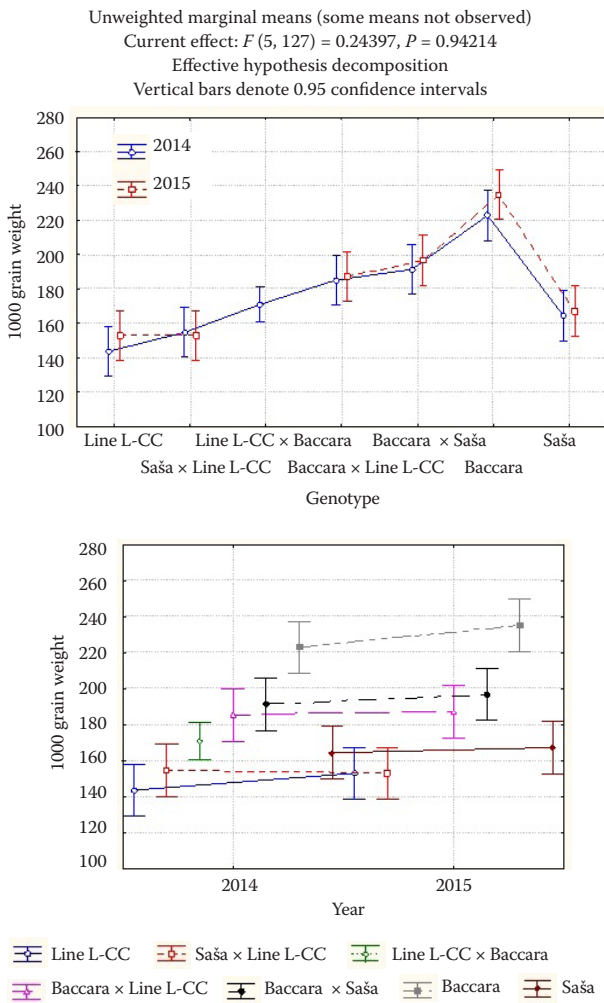 Unweighted marginal means (some means not observed)
Current effect: F (5, 127) = 0.24397, P = 0.94214
Effective hypothesis decomposition
Vertical bars denote 0.95 confidence intervals
280
260
240
220
200
180
160
140
120
100
1000 grain weight
2014
2015
Line L-CC
Line L-CC × Baccara
Baccara × Saša
Saša
Saša × Line L-CC
Baccara × Line L-CC
Baccara
Genotype
280
260
240
220
200
180
160
140
120
100
1000 grain weight
2014
2015
Year
Line L-CC
Saša × Line L-CC
Line L-CC × Baccara
Baccara × Line L-CC
Baccara × Saša
Baccara
Saša